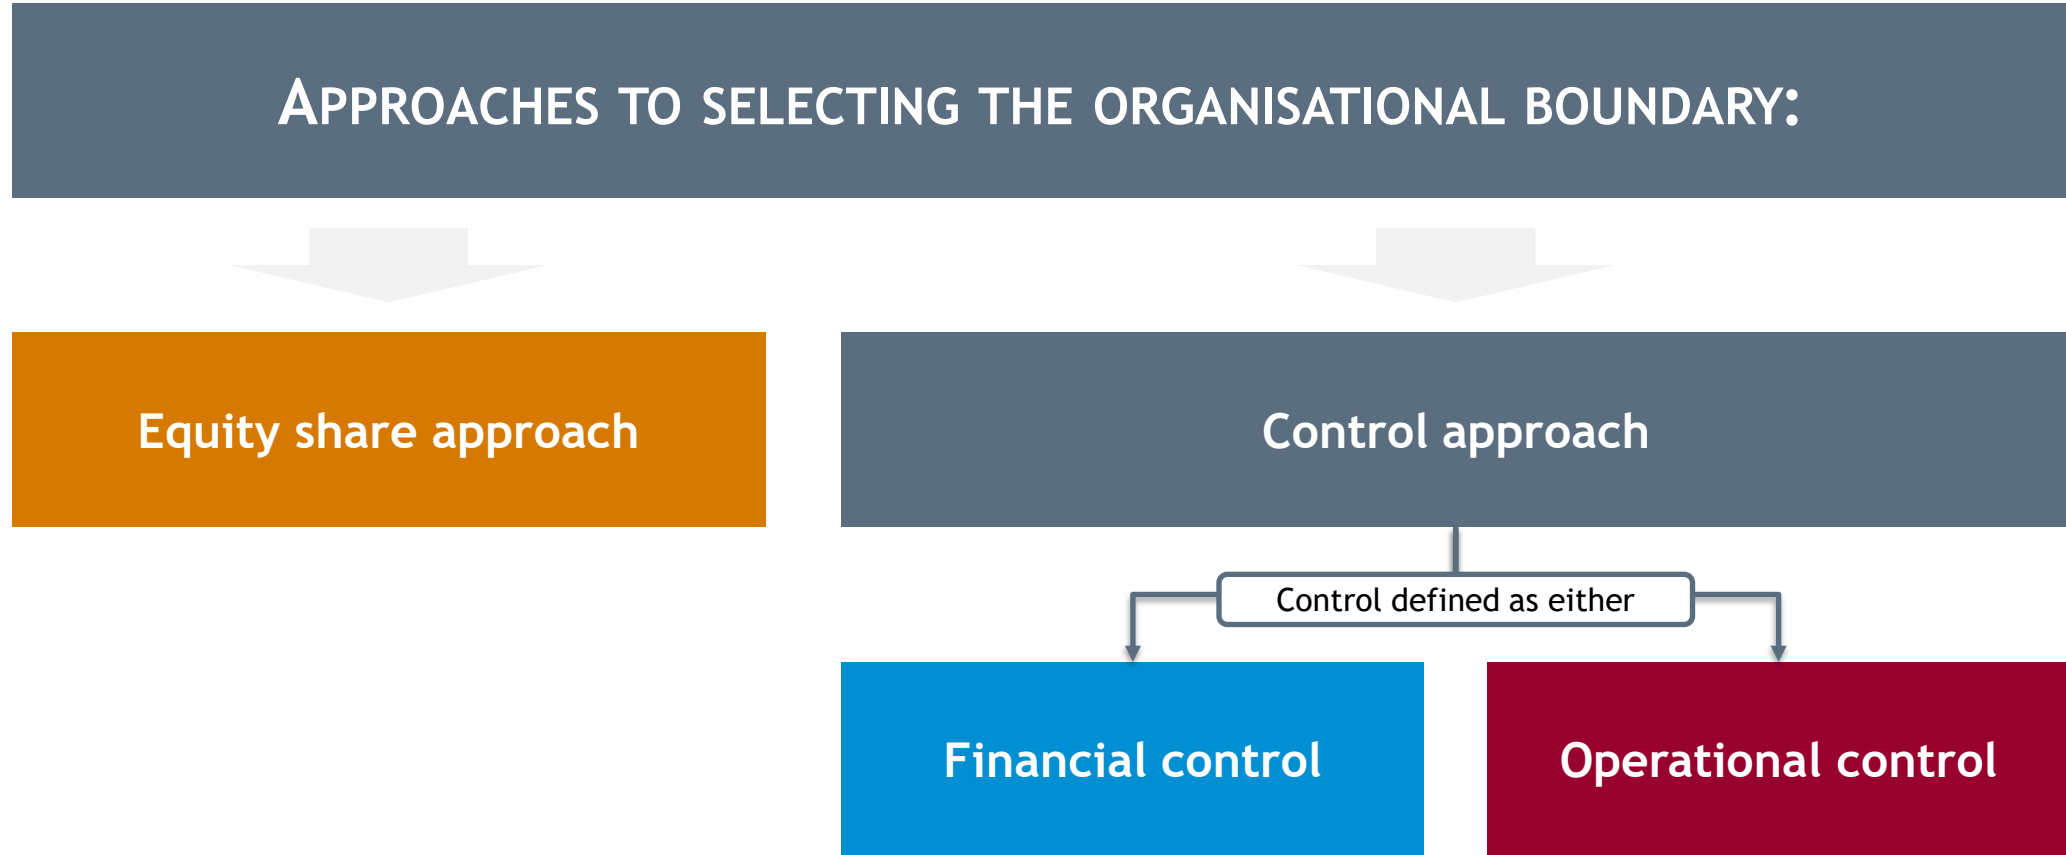 APPROACHES TO SELECTING THE ORGANISATIONAL BOUNDARY:
Equity share approach
Control approach
Control defined as either
Financial control
Operational control